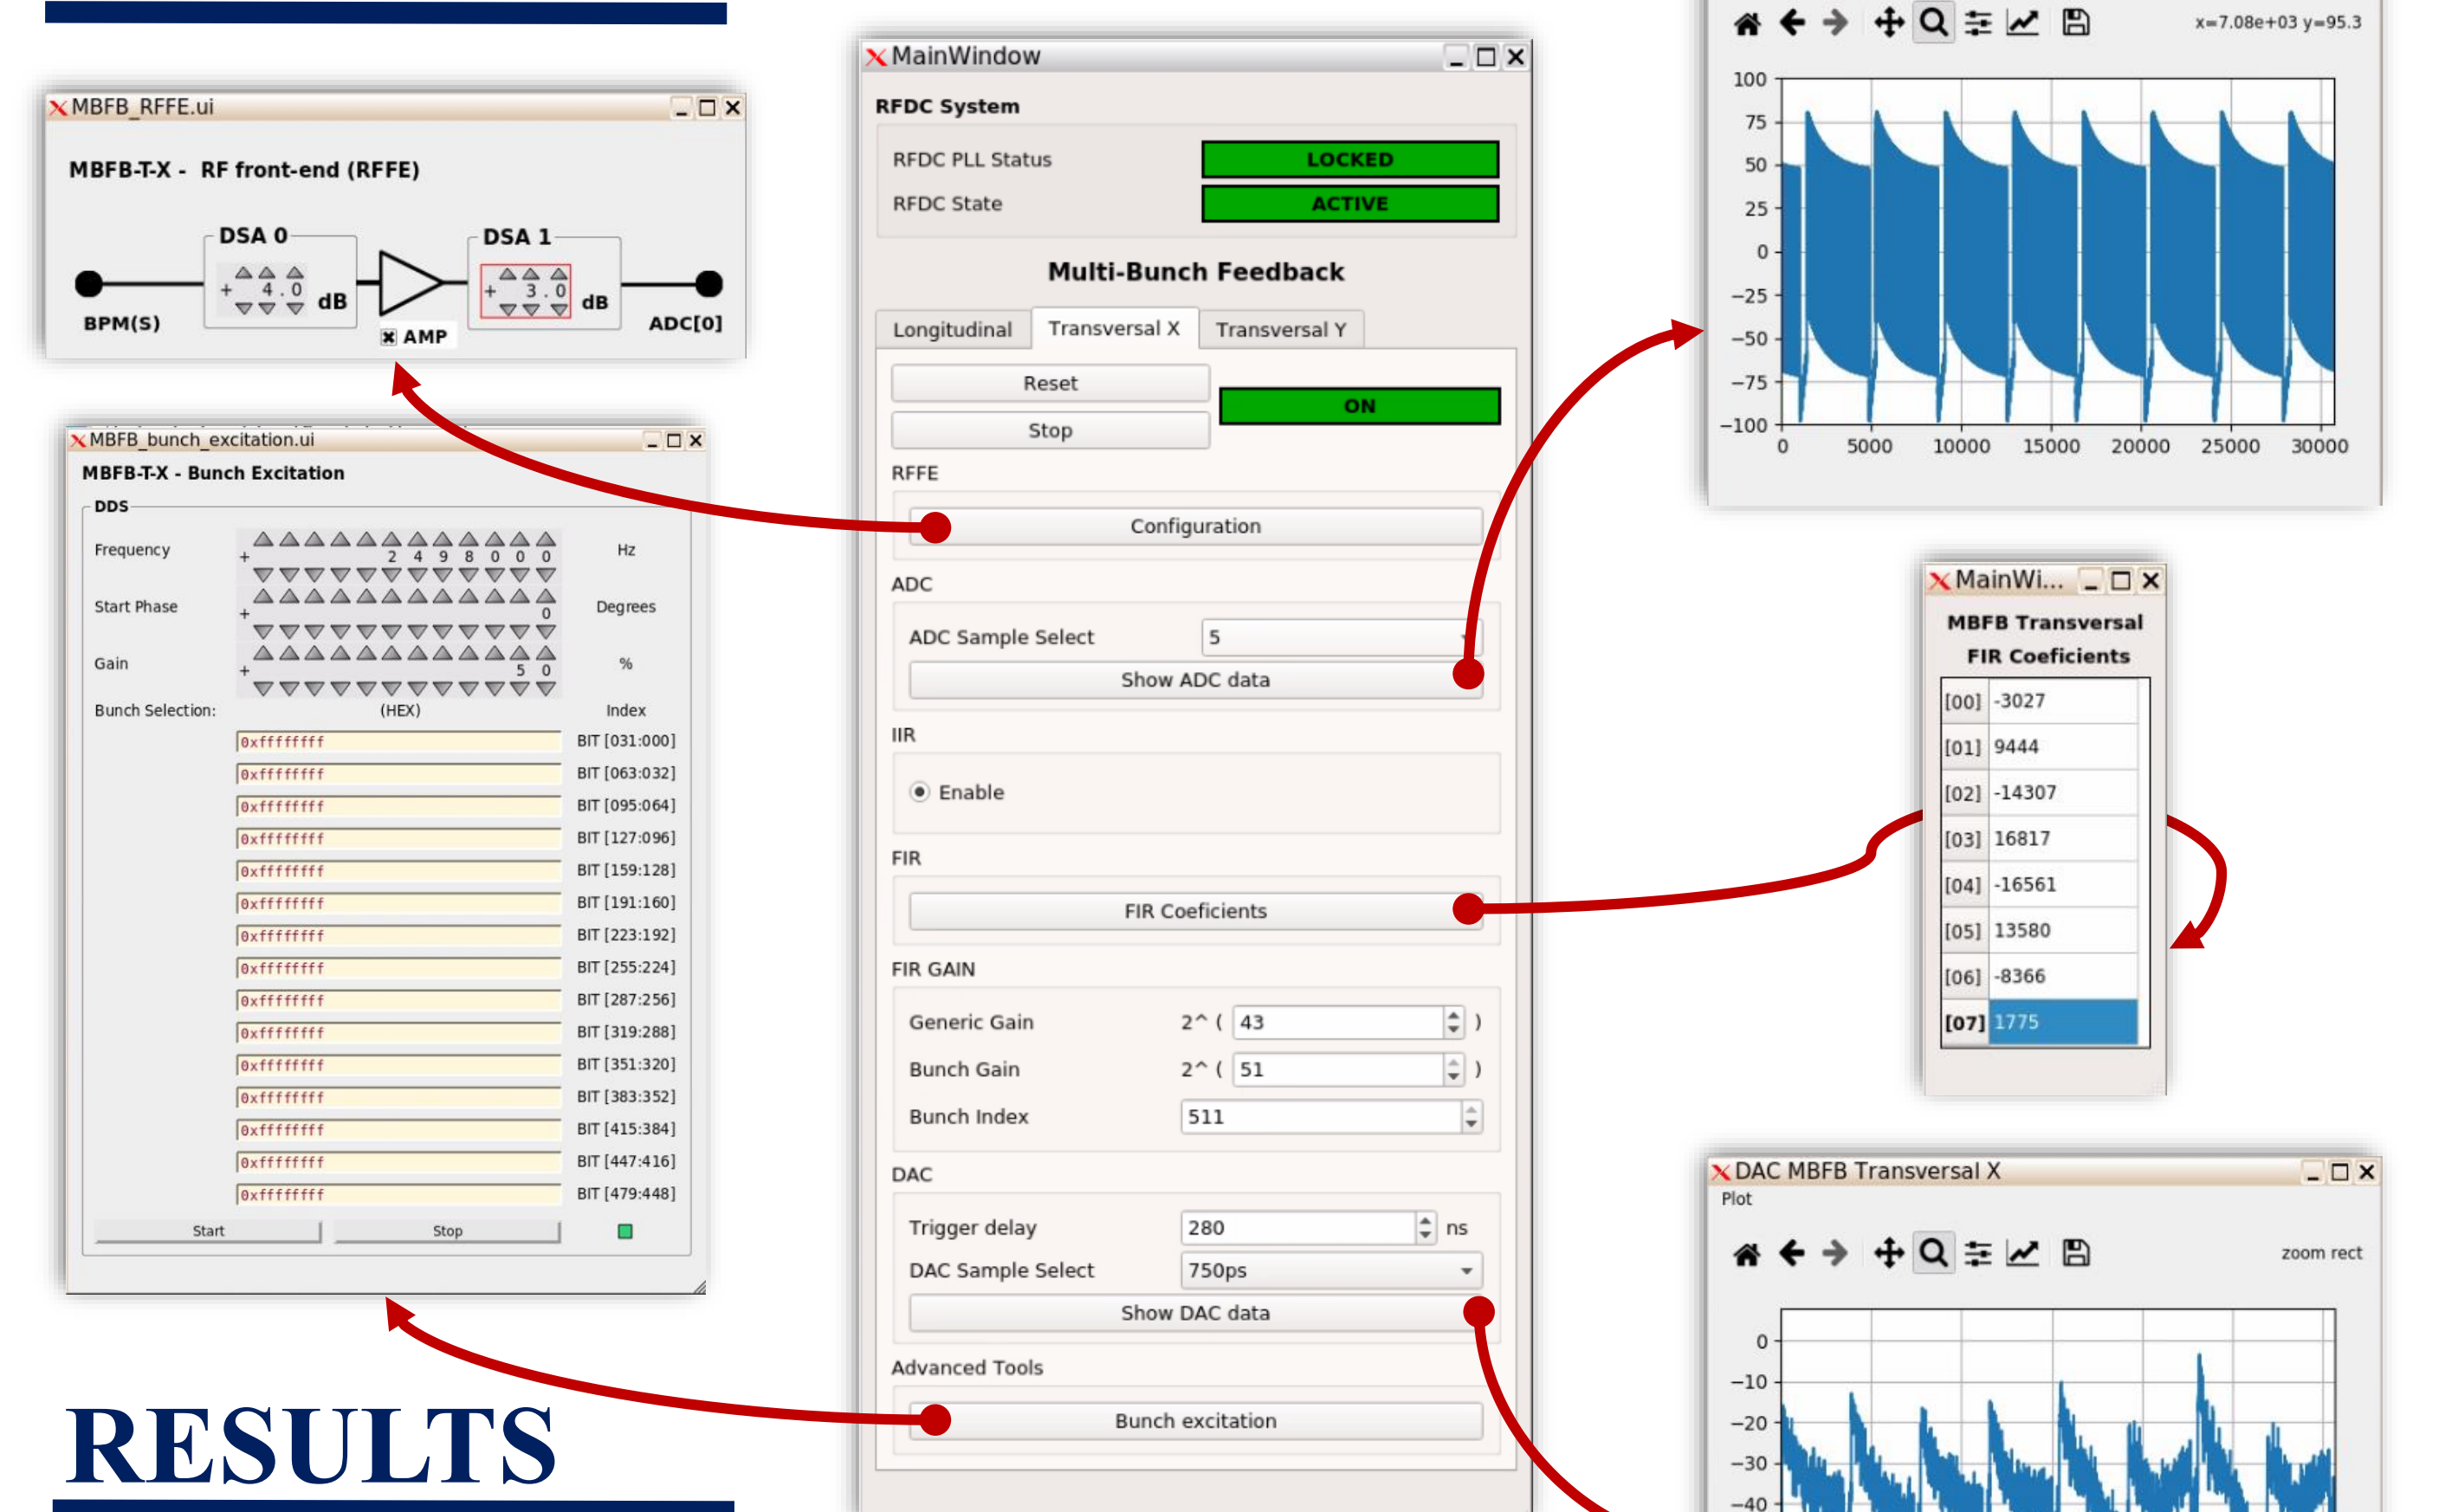 MBFB_RFFE.ui
MBFB-T-X - RF front-end (RFFE)
DSA 0
DSA 1
+ 4.0 dB
+ 3.0 dB
BPM(S)
AMP
ADC[0]
MBFB_bunch_excitation.ui
MBFB-T-X - Bunch Excitation
DDS
Frequency + 2 4 9 8 0 0 0 Hz
Start Phase + 0 Degrees
Gain + 5 0 %
Bunch Selection: (HEX) Index
0xffffffff BIT [031:000]
0xffffffff BIT [063:032]
0xffffffff BIT [095:064]
0xffffffff BIT [127:096]
0xffffffff BIT [159:128]
0xffffffff BIT [191:160]
0xffffffff BIT [223:192]
0xffffffff BIT [255:224]
0xffffffff BIT [287:256]
0xffffffff BIT [319:288]
0xffffffff BIT [351:320]
0xffffffff BIT [383:352]
0xffffffff BIT [415:384]
0xffffffff BIT [447:416]
0xffffffff BIT [479:448]
Start Stop
RESULTS
MainWindow
RFDC System
RFDC PLL Status LOCKED
RFDC State ACTIVE
Multi-Bunch Feedback
Longitudinal Transversal X Transversal Y
Reset
ON
Stop
RFFE
Configuration
ADC
ADC Sample Select 5
Show ADC data
IIR
Enable
FIR
FIR Coeficients
FIR GAIN
Generic Gain 2^ ( 43 )
Bunch Gain 2^ ( 51 )
Bunch Index 511
DAC
Trigger delay 280 ns
DAC Sample Select 750ps
Show DAC data
Advanced Tools
Bunch excitation
x=7.08e+03 y=95.3
100
75
50
25
0
−25
−50
−75
−100
0 5000 10000 15000 20000 25000 30000
MainWi...
MBFB Transversal
FIR Coeficients
[00] -3027
[01] 9444
[02] -14307
[03] 16817
[04] -16561
[05] 13580
[06] -8366
[07] 1775
DAC MBFB Transversal X
Plot
zoom rect
0
−10
−20
−30
−40